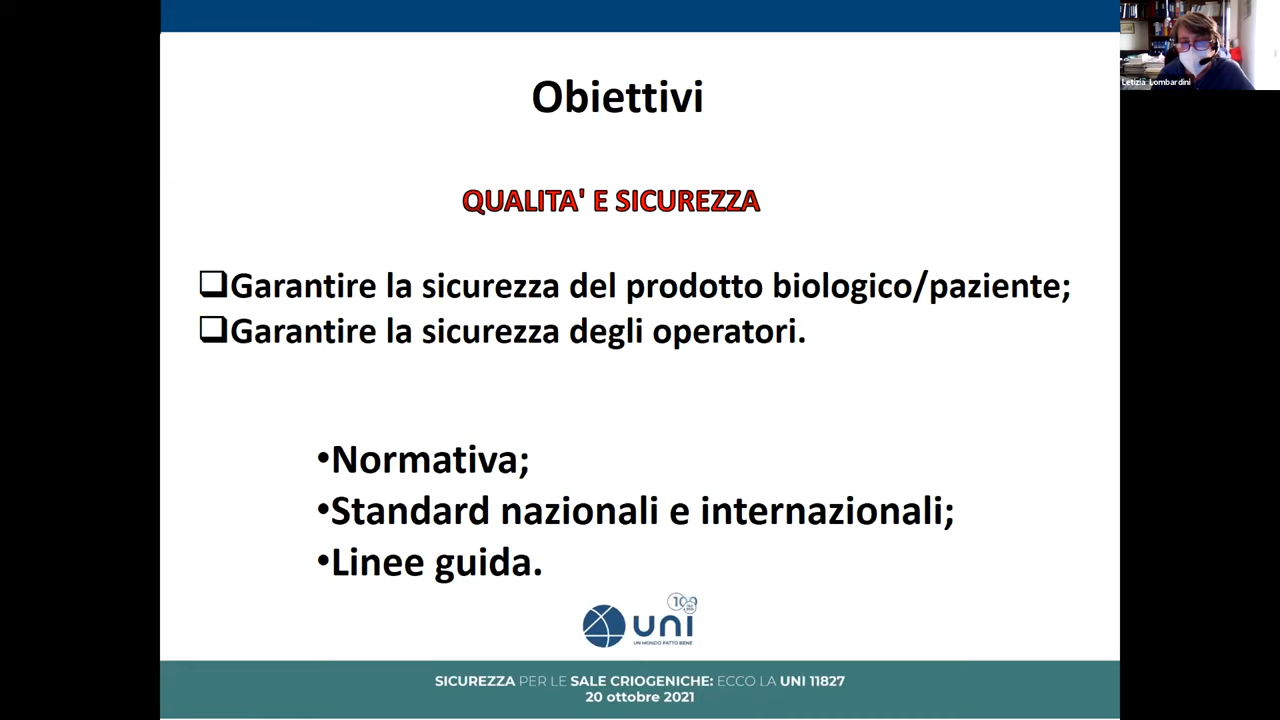 Obiettivi
QUALITA' E SICUREZZA
Garantire la sicurezza del prodotto biologico/paziente;
Garantire la sicurezza degli operatori.
•Normativa;
•Standard nazionali e internazionali;
•Linee guida.
100
UNI
UN MONDO FATTO BENE
SICUREZZA PER LE SALE CRIOGENICHE: ECCO LA UNI 11827
20 ottobre 2021
Letizia Lombardini